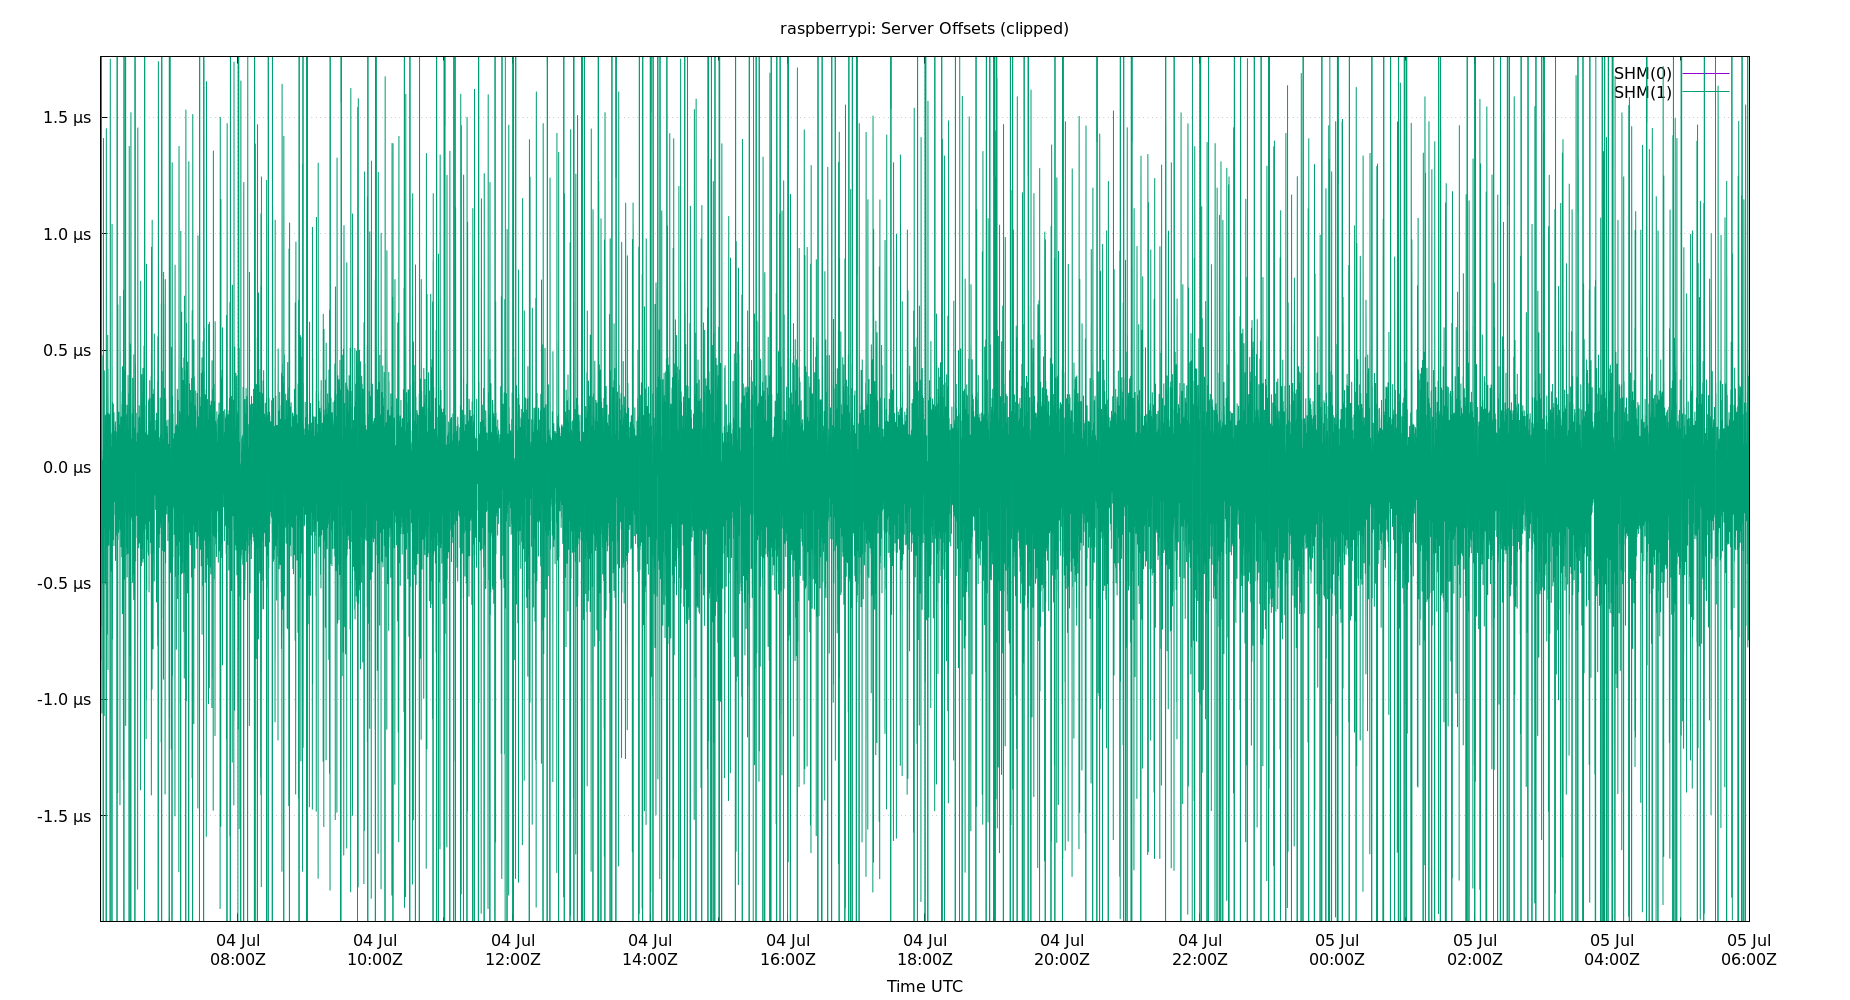 raspberrypi: Server Offsets (clipped)
SHM(0)
SHM(1)
1.5 µs
1.0 µs
0.5 µs
0.0 µs
-0.5 µs
-1.0 µs
-1.5 µs
04 Jul 04 Jul 04 Jul 04 Jul 04 Jul 04 Jul 04 Jul 04 Jul 05 Jul 05 Jul 05 Jul 05 Jul
08:00Z 10:00Z 12:00Z 14:00Z 16:00Z 18:00Z 20:00Z 22:00Z 00:00Z 02:00Z 04:00Z 06:00Z
Time UTC